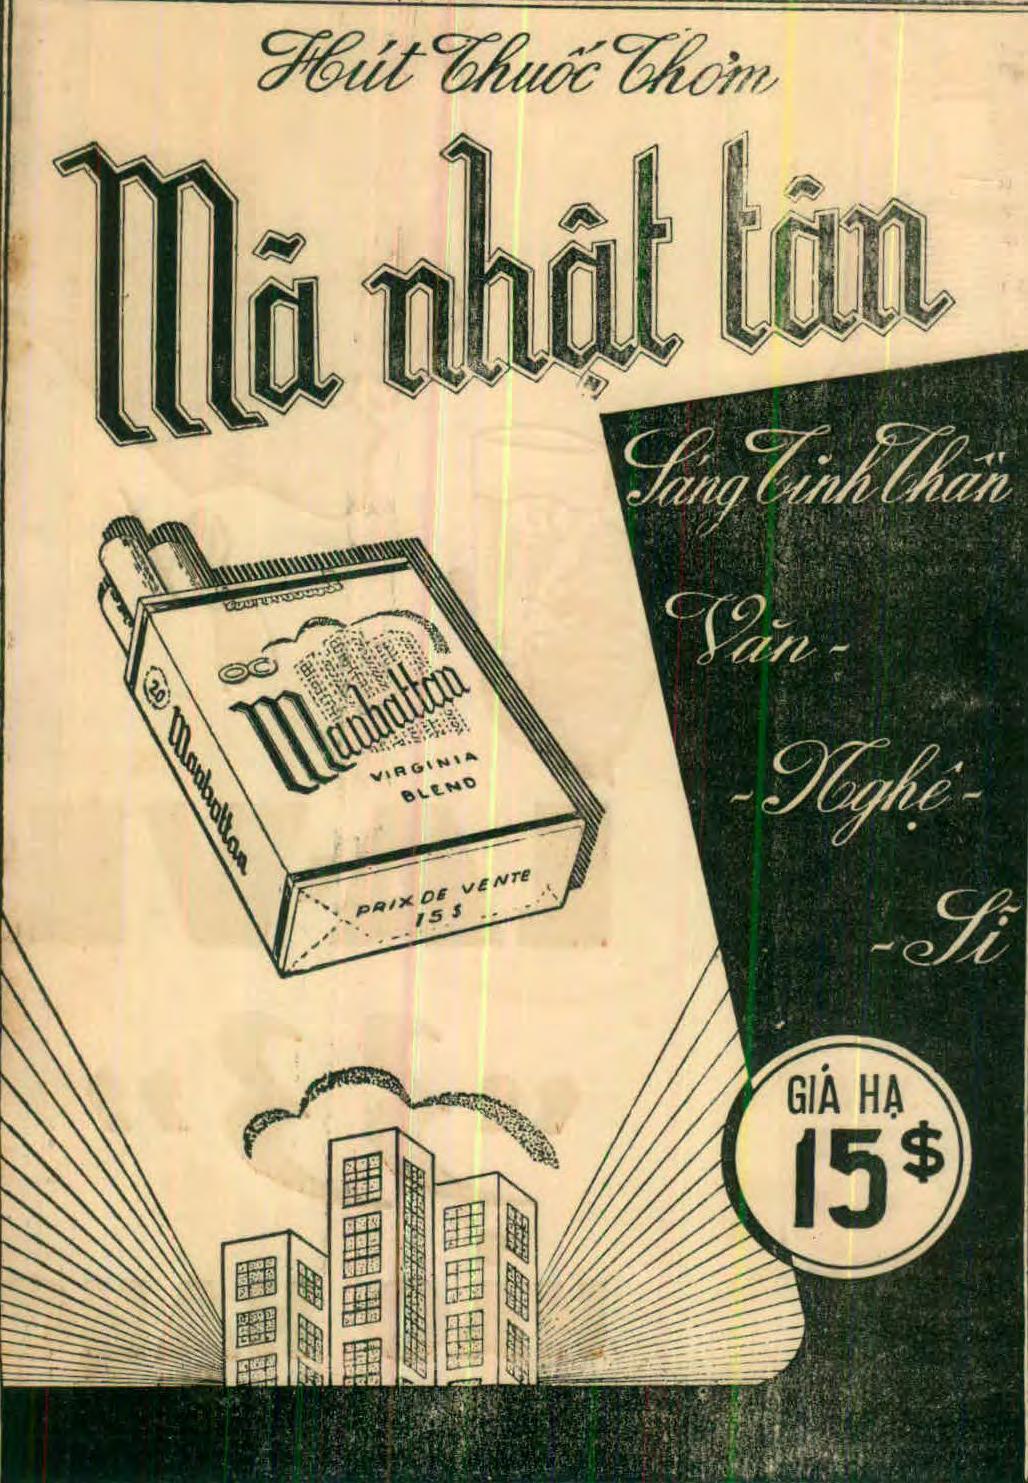 Hút Thuốc Thơm
Mã nhật tân
Sáng Tinh Thần
Văn -
- Nghệ -
- Sĩ
20 Manhattan
Manhattan
VIRGINIA
BLEND
PRIX DE VENTE
15$
GIÁ HẠ
15$